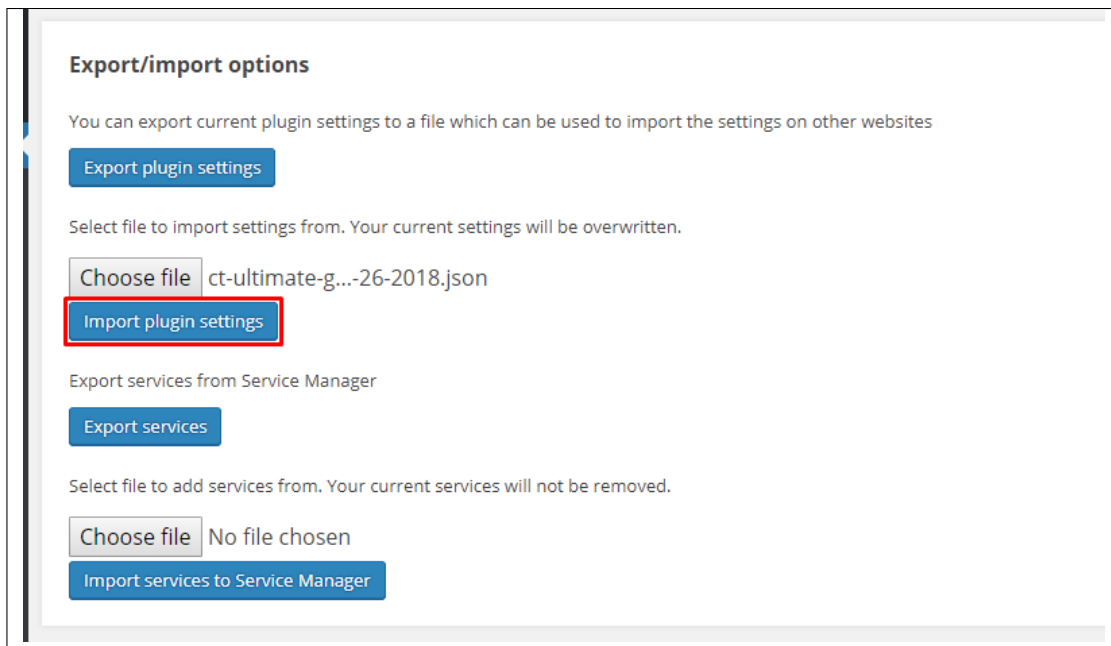 Export/import options
You can export current plugin settings to a file which can be used to import the settings on other websites
Export plugin settings
Select file to import settings from. Your current settings will be overwritten.
Choose file ct-ultimate-g...-26-2018.json
Import plugin settings
Export services from Service Manager
Export services
Select file to add services from. Your current services will not be removed.
Choose file No file chosen
Import services to Service Manager